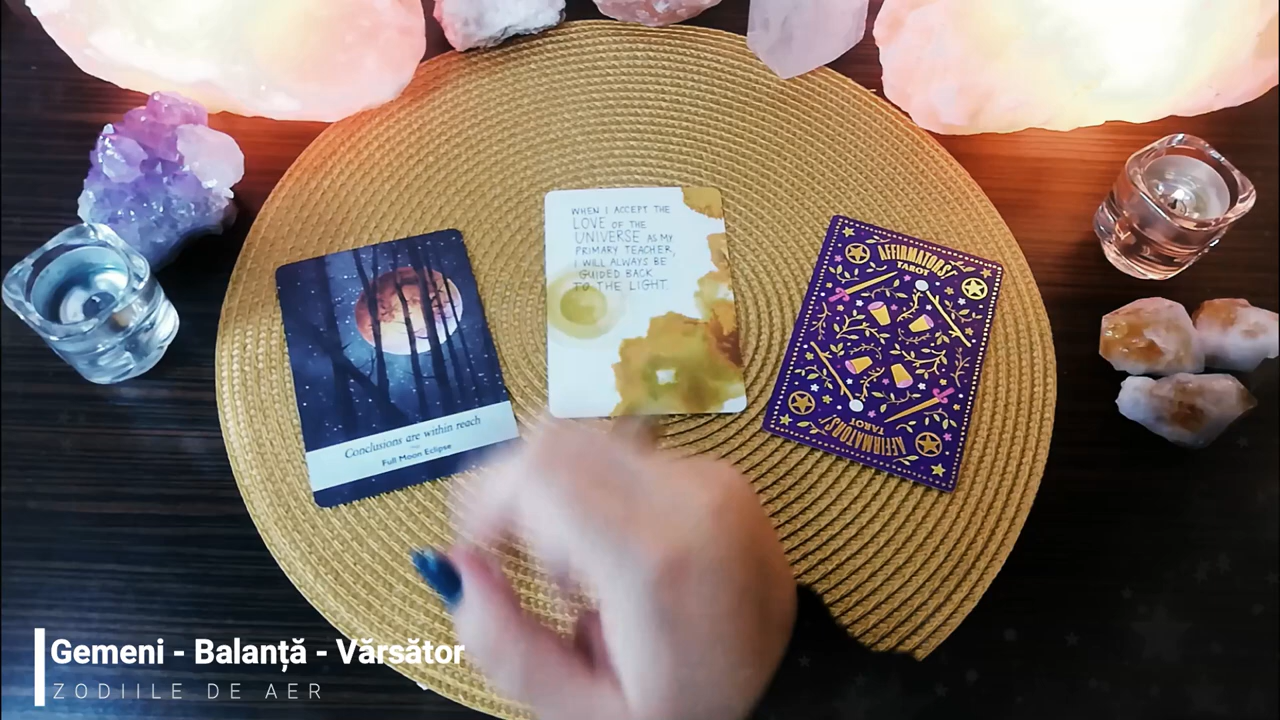 WHEN I ACCEPT THE
LOVE OF THE
UNIVERSE AS MY
PRIMARY TEACHER,
I WILL ALWAYS BE
GUIDED BACK
TO THE LIGHT.
Conclusions are within reach
Full Moon Eclipse
AFFIRMATORS!
TAROT
AFFIRMATORS!
TAROT
Gemeni - Balanță - Vărsător
ZODIILE DE AER